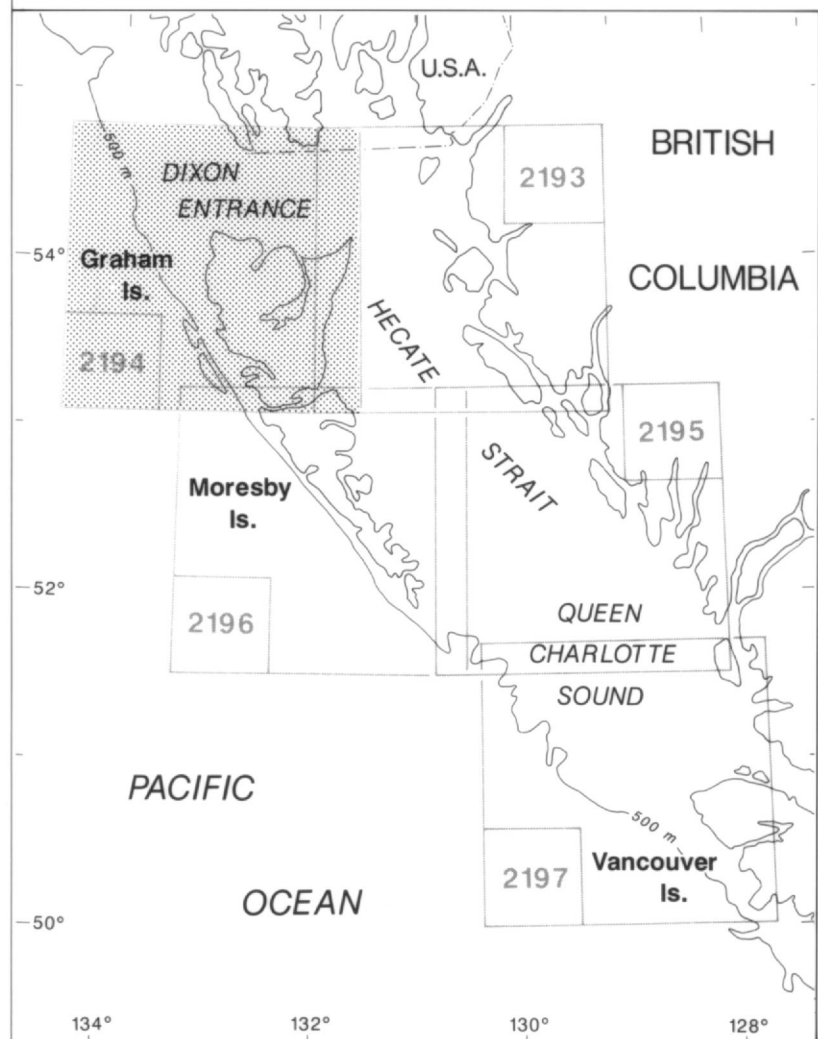 U.S.A.
BRITISH
COLUMBIA
2193
500 m
DIXON
ENTRANCE
54°
Graham
Is.
2194
HECATE
STRAIT
2195
Moresby
Is.
52°
2196
QUEEN
CHARLOTTE
SOUND
PACIFIC
OCEAN
500 m
2197
Vancouver
Is.
50°
134°
132°
130°
128°